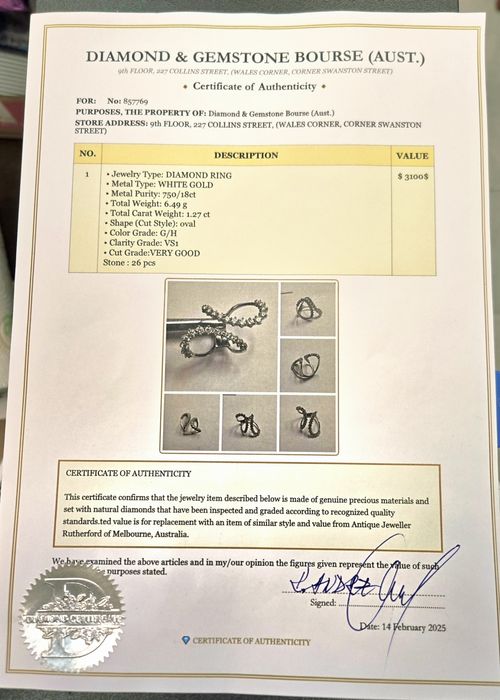 DIAMOND & GEMSTONE BOURSE (AUST.)
9th FLOOR, 227 COLLINS STREET, (WALES CORNER, CORNER SWANSTON STREET)
Certificate of Authenticity
FOR: No: 857769
PURPOSES, THE PROPERTY OF: Diamond & Gemstone Bourse (Aust.)
STORE ADDRESS: 9th FLOOR, 227 COLLINS STREET, (WALES CORNER, CORNER SWANSTON
STREET)
NO. DESCRIPTION VALUE
1 • Jewelry Type: DIAMOND RING $ 3100$
• Metal Type: WHITE GOLD
• Metal Purity: 750/18ct
• Total Weight: 6.49 g
• Total Carat Weight: 1.27 ct
• Shape (Cut Style): oval
• Color Grade: G/H
• Clarity Grade: VS1
• Cut Grade:VERY GOOD
Stone : 26 pcs
CERTIFICATE OF AUTHENTICITY
This certificate confirms that the jewelry item described below is made of genuine precious materials and
set with natural diamonds that have been inspected and graded according to recognized quality
standards.ted value is for replacement with an item of similar style and value from Antique Jeweller
Rutherford of Melbourne, Australia.
We have examined the above articles and in my/our opinion the figures given represent the value of such
purposes stated.
Signed:
Date: 14 February 2025
CERTIFICATE OF AUTHENTICITY